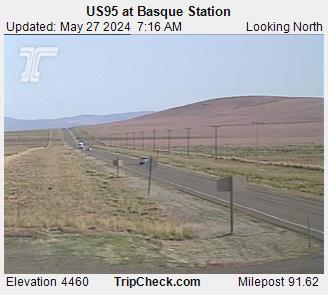 US95 at Basque Station
Updated: May 27 2024 7:16 AM Looking North
Elevation 4460 TripCheck.com Milepost 91.62